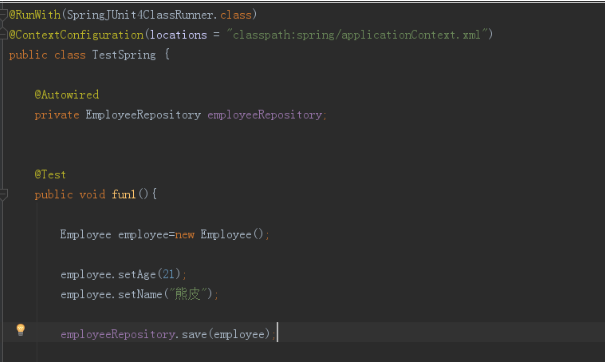 @RunWith(SpringJUnit4ClassRunner.class)
@ContextConfiguration(locations = "classpath:spring/applicationContext.xml")
public class TestSpring {
@Autowired
private EmployeeRepository employeeRepository;
@Test
public void fun1(){
Employee employee=new Employee();
employee.setAge(21);
employee.setName("熊皮");
employeeRepository.save(employee);